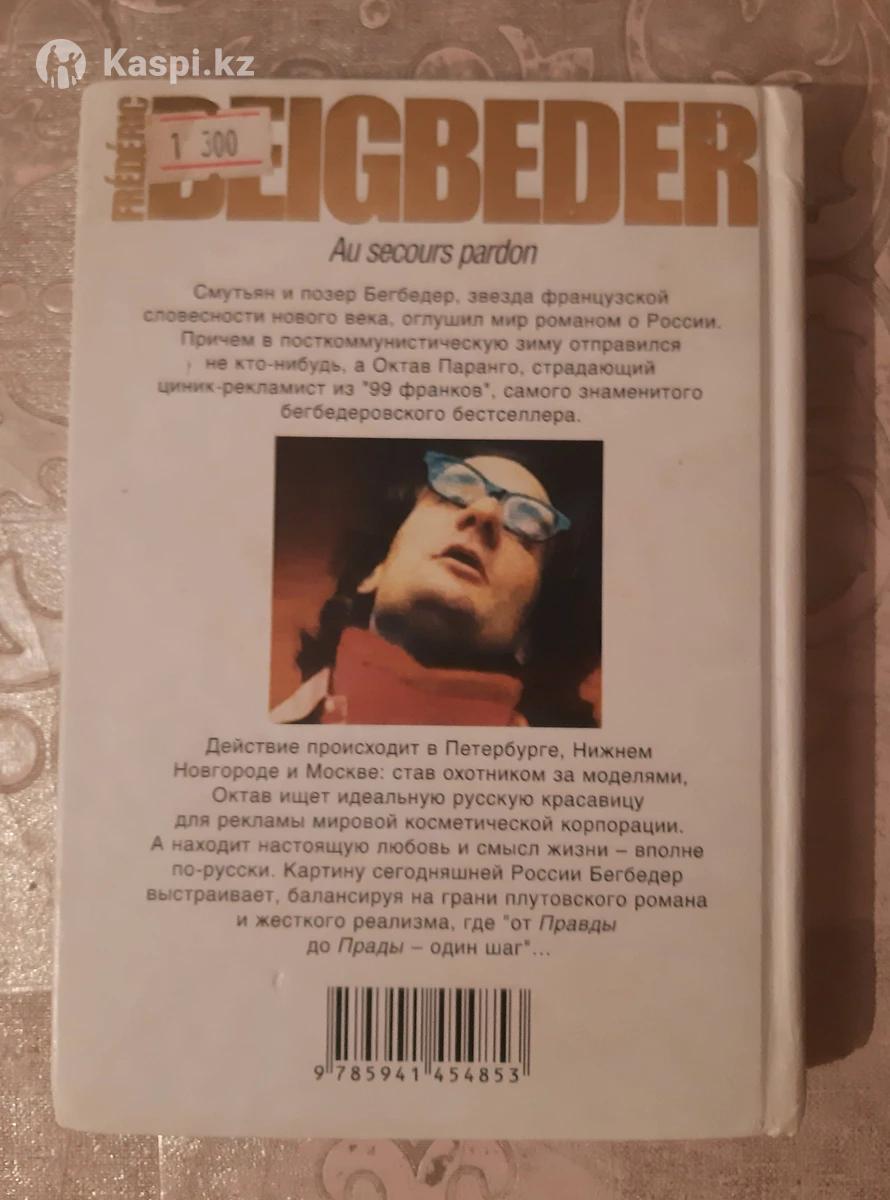 Kaspi.kz
FRÉDÉRIC
BEIGBEDER
1 300
Au secours pardon
Смутьян и позер Бегбедер, звезда французской
словесности нового века, оглушил мир романом о России.
Причем в посткоммунистическую зиму отправился
не кто-нибудь, а Октав Паранго, страдающий
циник-рекламист из "99 франков", самого знаменитого
бегбедеровского бестселлера.
Действие происходит в Петербурге, Нижнем
Новгороде и Москве: став охотником за моделями,
Октав ищет идеальную русскую красавицу
для рекламы мировой косметической корпорации.
А находит настоящую любовь и смысл жизни – вполне
по-русски. Картину сегодняшней России Бегбедер
выстраивает, балансируя на грани плутовского романа
и жесткого реализма, где "от Правды
до Прады – один шаг"...
9 785941 454853